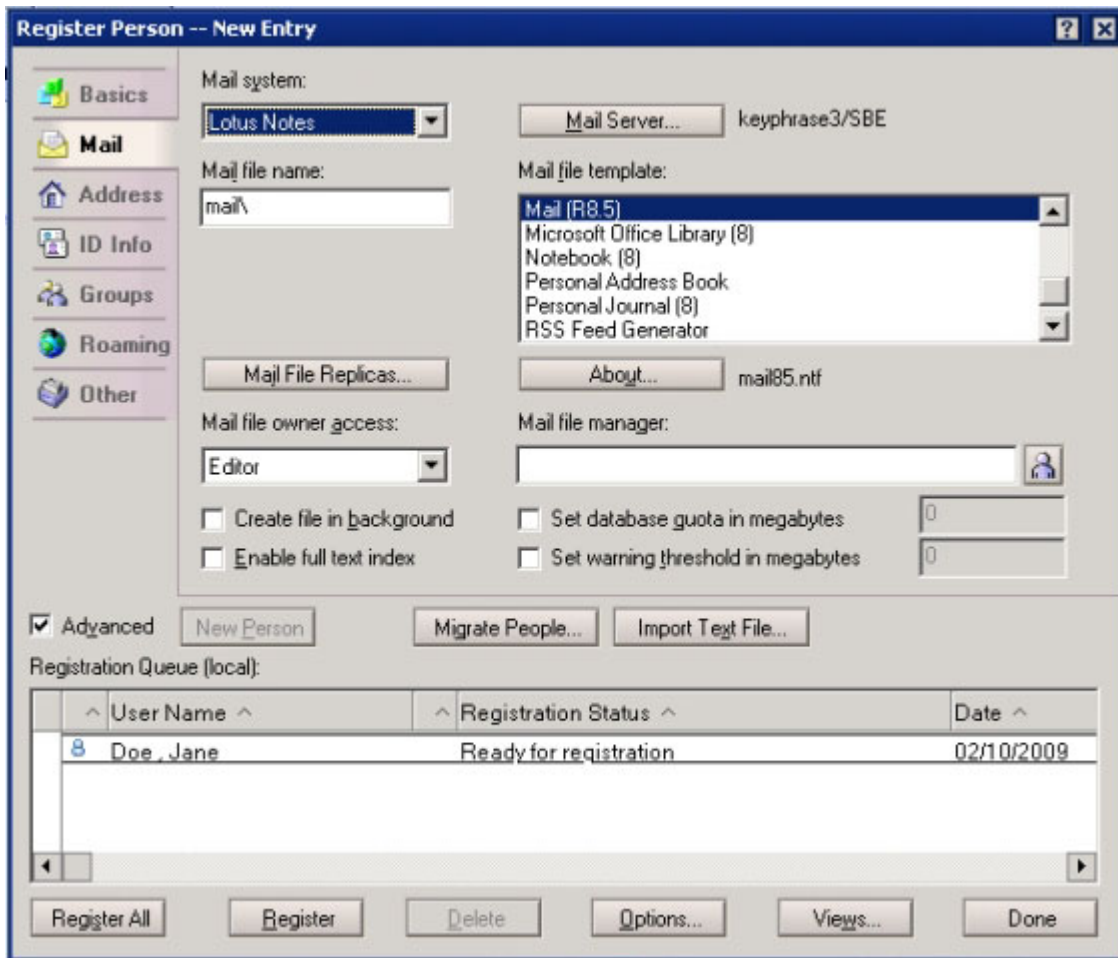 Register Person -- New Entry
Basics
Mail
Address
ID Info
Groups
Roaming
Other
Mail system:
Lotus Notes
Mail Server...
keyphrase3/SBE
Mail file name:
mail\
Mail file template:
Mail (R8.5)
Microsoft Office Library (8)
Notebook (8)
Personal Address Book
Personal Journal (8)
RSS Feed Generator
Mail File Replicas...
About...
mail85.ntf
Mail file owner access:
Editor
Mail file manager:
Create file in background
Enable full text index
Set database quota in megabytes
0
Set warning threshold in megabytes
0
Advanced
New Person
Migrate People...
Import Text File...
Registration Queue (local):
User Name
Registration Status
Date
Doe , Jane
Ready for registration
02/10/2009
Register All
Register
Delete
Options...
Views...
Done